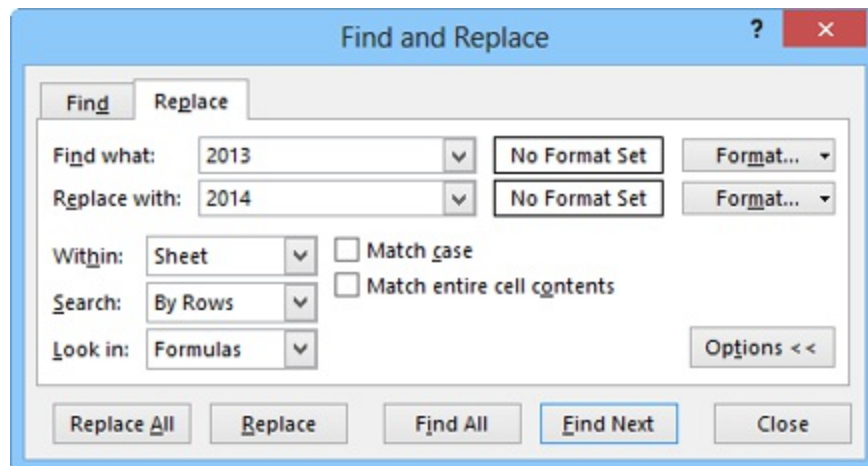 Find and Replace ?
Find Replace
Find what: 2013 No Format Set Format...
Replace with: 2014 No Format Set Format...
Within: Sheet Match case
Search: By Rows Match entire cell contents
Look in: Formulas Options <<
Replace All Replace Find All Find Next Close